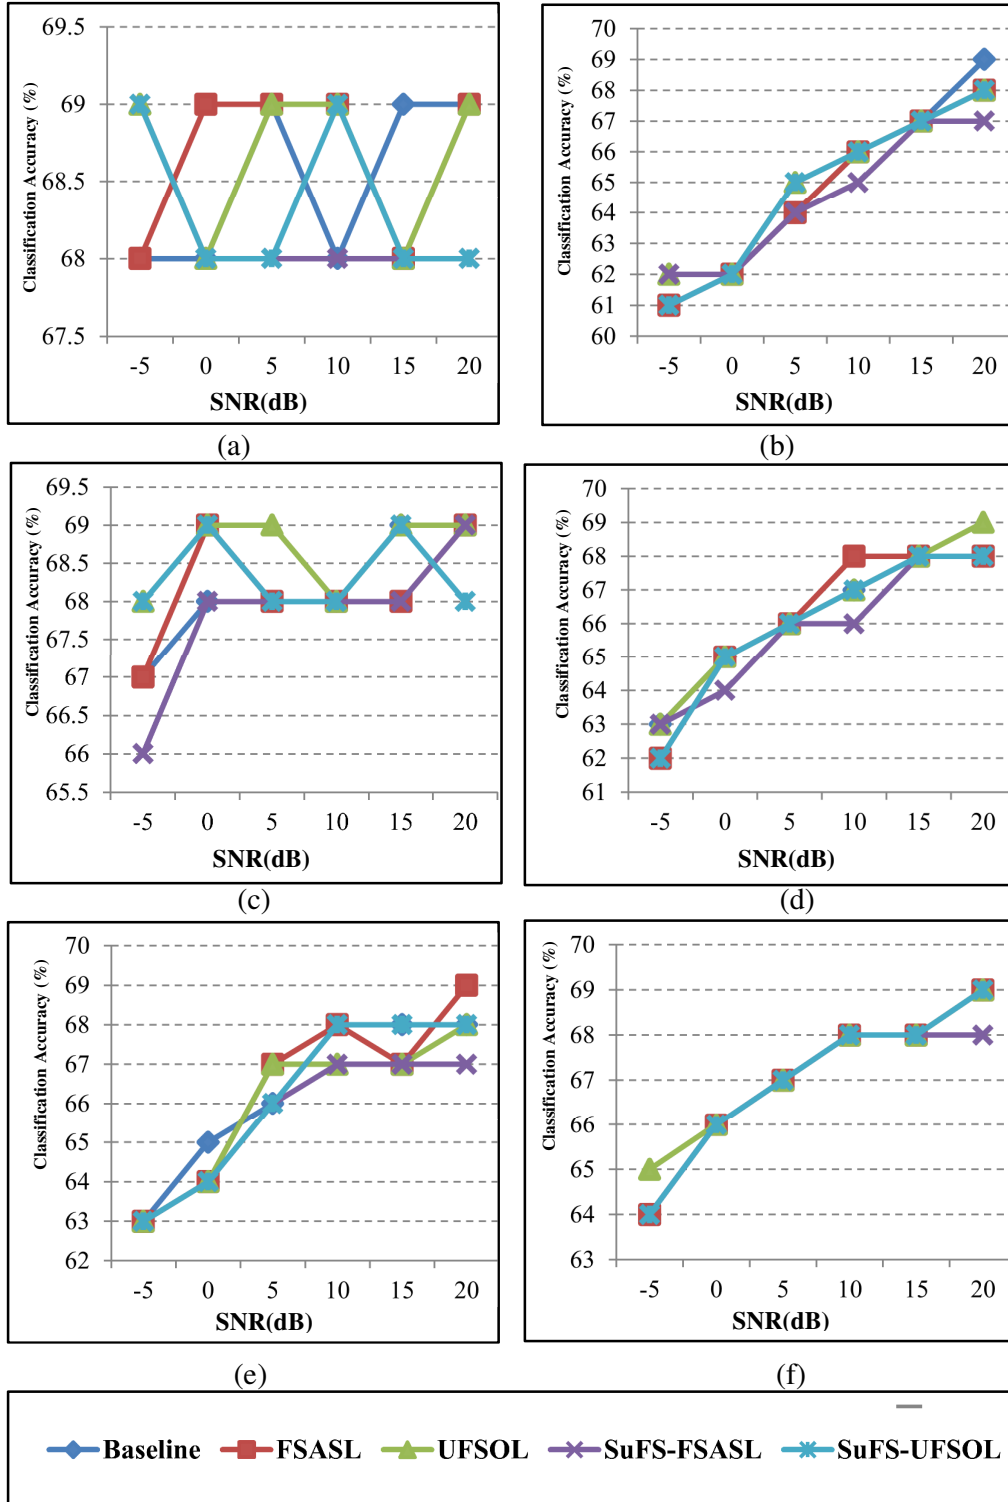 Classification Accuracy (%)
69.5
69
68.5
68
67.5
-5 0 5 10 15 20
SNR(dB)
(a)
Classification Accuracy (%)
70
69
68
67
66
65
64
63
62
61
60
-5 0 5 10 15 20
SNR(dB)
(b)
Classification Accuracy (%)
69.5
69
68.5
68
67.5
67
66.5
66
65.5
-5 0 5 10 15 20
SNR(dB)
(c)
Classification Accuracy (%)
70
69
68
67
66
65
64
63
62
61
-5 0 5 10 15 20
SNR(dB)
(d)
Classification Accuracy (%)
70
69
68
67
66
65
64
63
62
-5 0 5 10 15 20
SNR(dB)
(e)
Classification Accuracy (%)
70
69
68
67
66
65
64
63
-5 0 5 10 15 20
SNR(dB)
(f)
Baseline FSASL UFSOL SuFS-FSASL SuFS-UFSOL